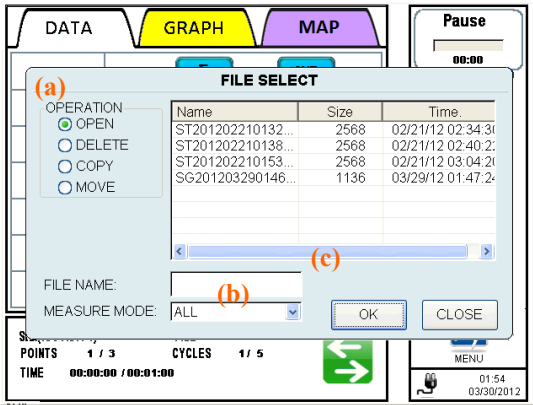 DATA
GRAPH
MAP
Pause
00:00
(a)
FILE SELECT
OPERATION
OPEN
DELETE
COPY
MOVE
Name Size Time.
ST201202210132... 2568 02/21/12 02:34:30
ST201202210138... 2568 02/21/12 02:40:2
ST201202210153... 2568 02/21/12 03:04:20
SG201203290146... 1136 03/29/12 01:47:24
(c)
FILE NAME:
(b)
MEASURE MODE: ALL
OK
CLOSE
POINTS 1 / 3 CYCLES 1 / 5
TIME 00:00:00 / 00:01:00
MENU
01:54
03/30/2012